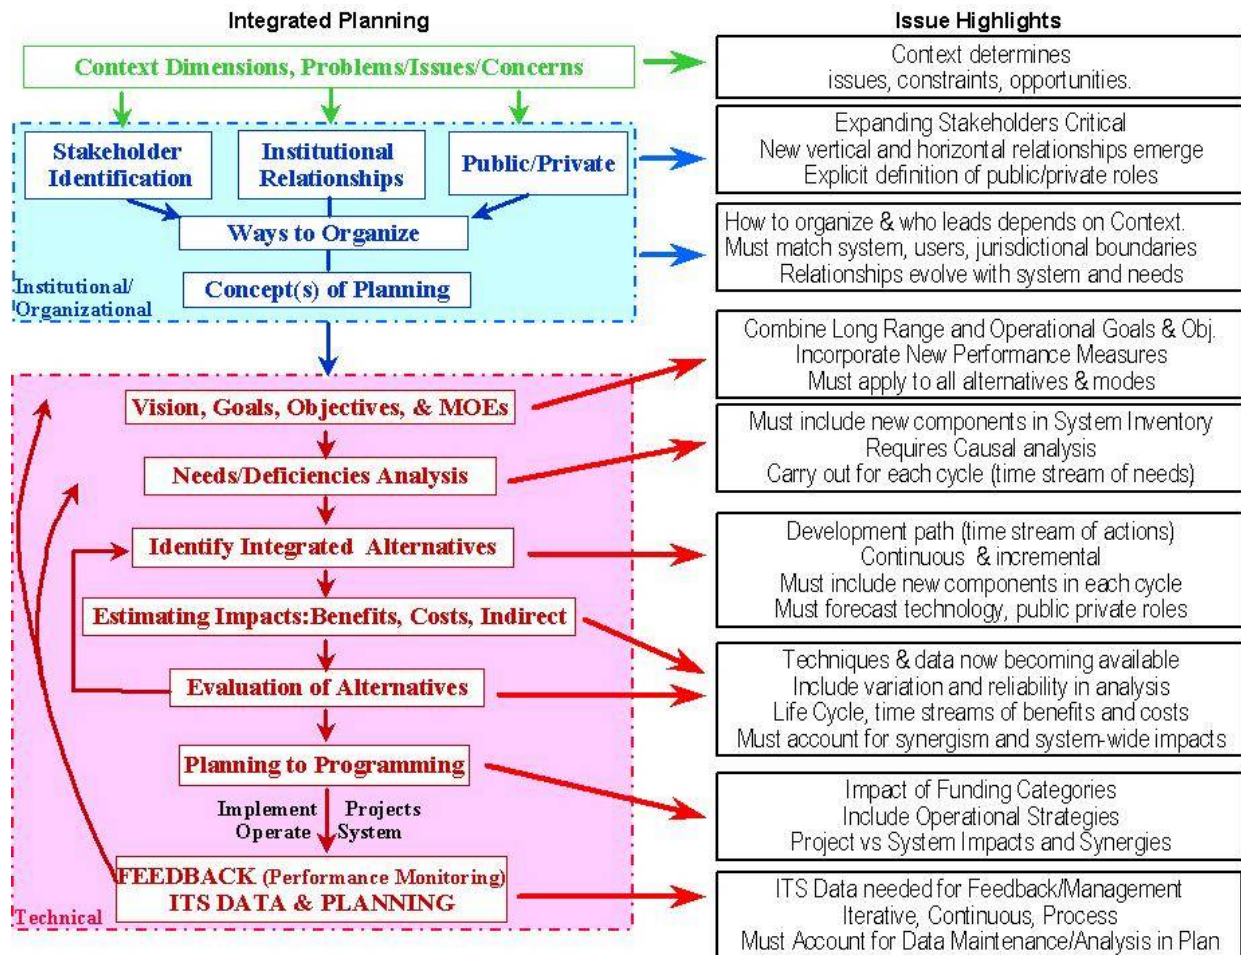 Integrated Planning
Issue Highlights
Context Dimensions, Problems/Issues/Concerns
Context determines
issues, constraints, opportunities.
Stakeholder
Identification
Institutional
Relationships
Public/Private
Expanding Stakeholders Critical
New vertical and horizontal relationships emerge
Explicit definition of public/private roles
Ways to Organize
Concept(s) of Planning
Institutional/
Organizational
How to organize & who leads depends on Context.
Must match system, users, jurisdictional boundaries
Relationships evolve with system and needs
Vision, Goals, Objectives, & MOEs
Combine Long Range and Operational Goals & Obj.
Incorporate New Performance Measures
Must apply to all alternatives & modes
Needs/Deficiencies Analysis
Must include new components in System Inventory
Requires Causal analysis
Carry out for each cycle (time stream of needs)
Identify Integrated Alternatives
Development path (time stream of actions)
Continuous & incremental
Must include new components in each cycle
Must forecast technology, public private roles
Estimating Impacts:Benefits, Costs, Indirect
Evaluation of Alternatives
Techniques & data now becoming available
Include variation and reliability in analysis
Life Cycle, time streams of benefits and costs
Must account for synergism and system-wide impacts
Planning to Programming
Implement Projects
Operate System
Impact of Funding Categories
Include Operational Strategies
Project vs System Impacts and Synergies
FEEDBACK (Performance Monitoring)
ITS DATA & PLANNING
Technical
ITS Data needed for Feedback/Management
Iterative, Continuous, Process
Must Account for Data Maintenance/Analysis in Plan